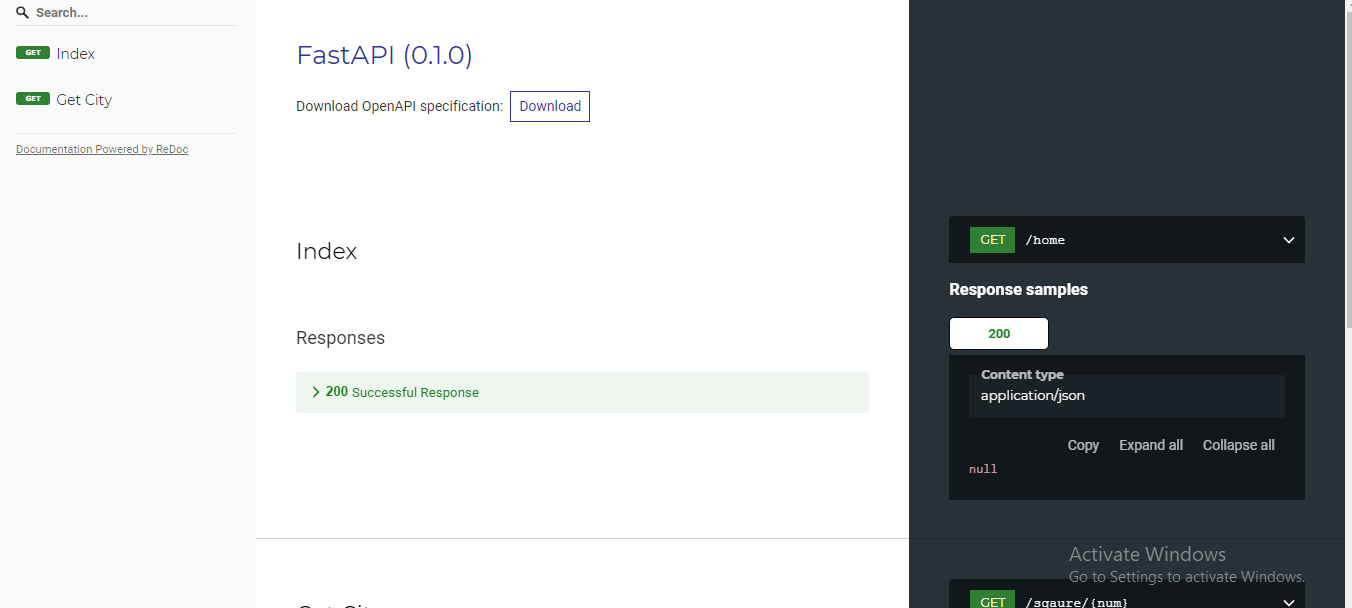 Search...
GET Index
GET Get City
Documentation Powered by ReDoc
FastAPI (0.1.0)
Download OpenAPI specification: Download
Index
Responses
200 Successful Response
GET /home
Response samples
200
Content type
application/json
Copy Expand all Collapse all
null
Activate Windows
Go to Settings to activate Windows.
Get City
GET /sqaure/{num}